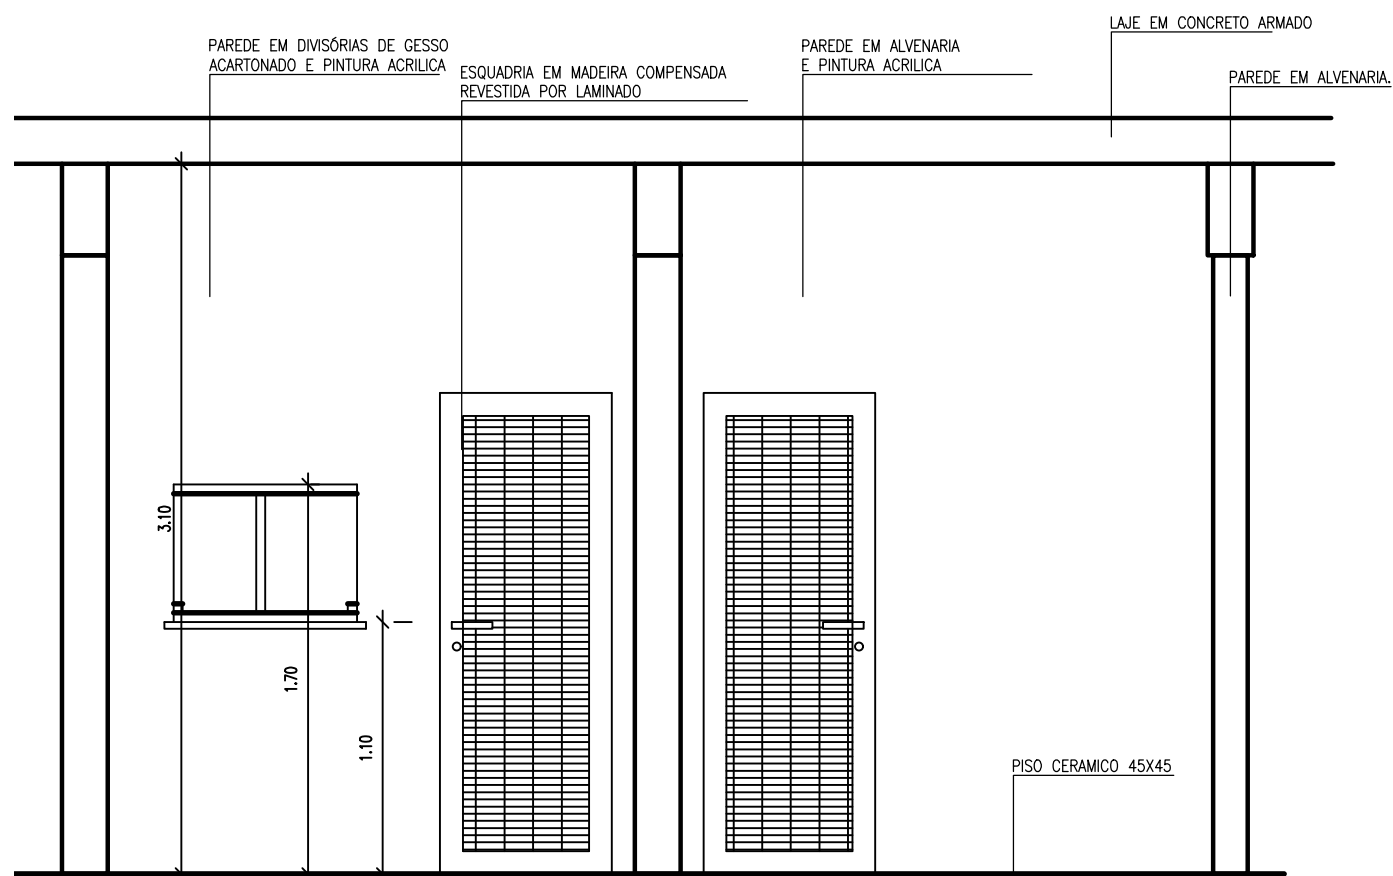 LAJE EM CONCRETO ARMADO
PAREDE EM DIVISÓRIAS DE GESSO
ACARTONADO E PINTURA ACRILICA
PAREDE EM ALVENARIA
E PINTURA ACRILICA
ESQUADRIA EM MADEIRA COMPENSADA
REVESTIDA POR LAMINADO
PAREDE EM ALVENARIA.
3.10
1.70
1.10
PISO CERAMICO 45X45